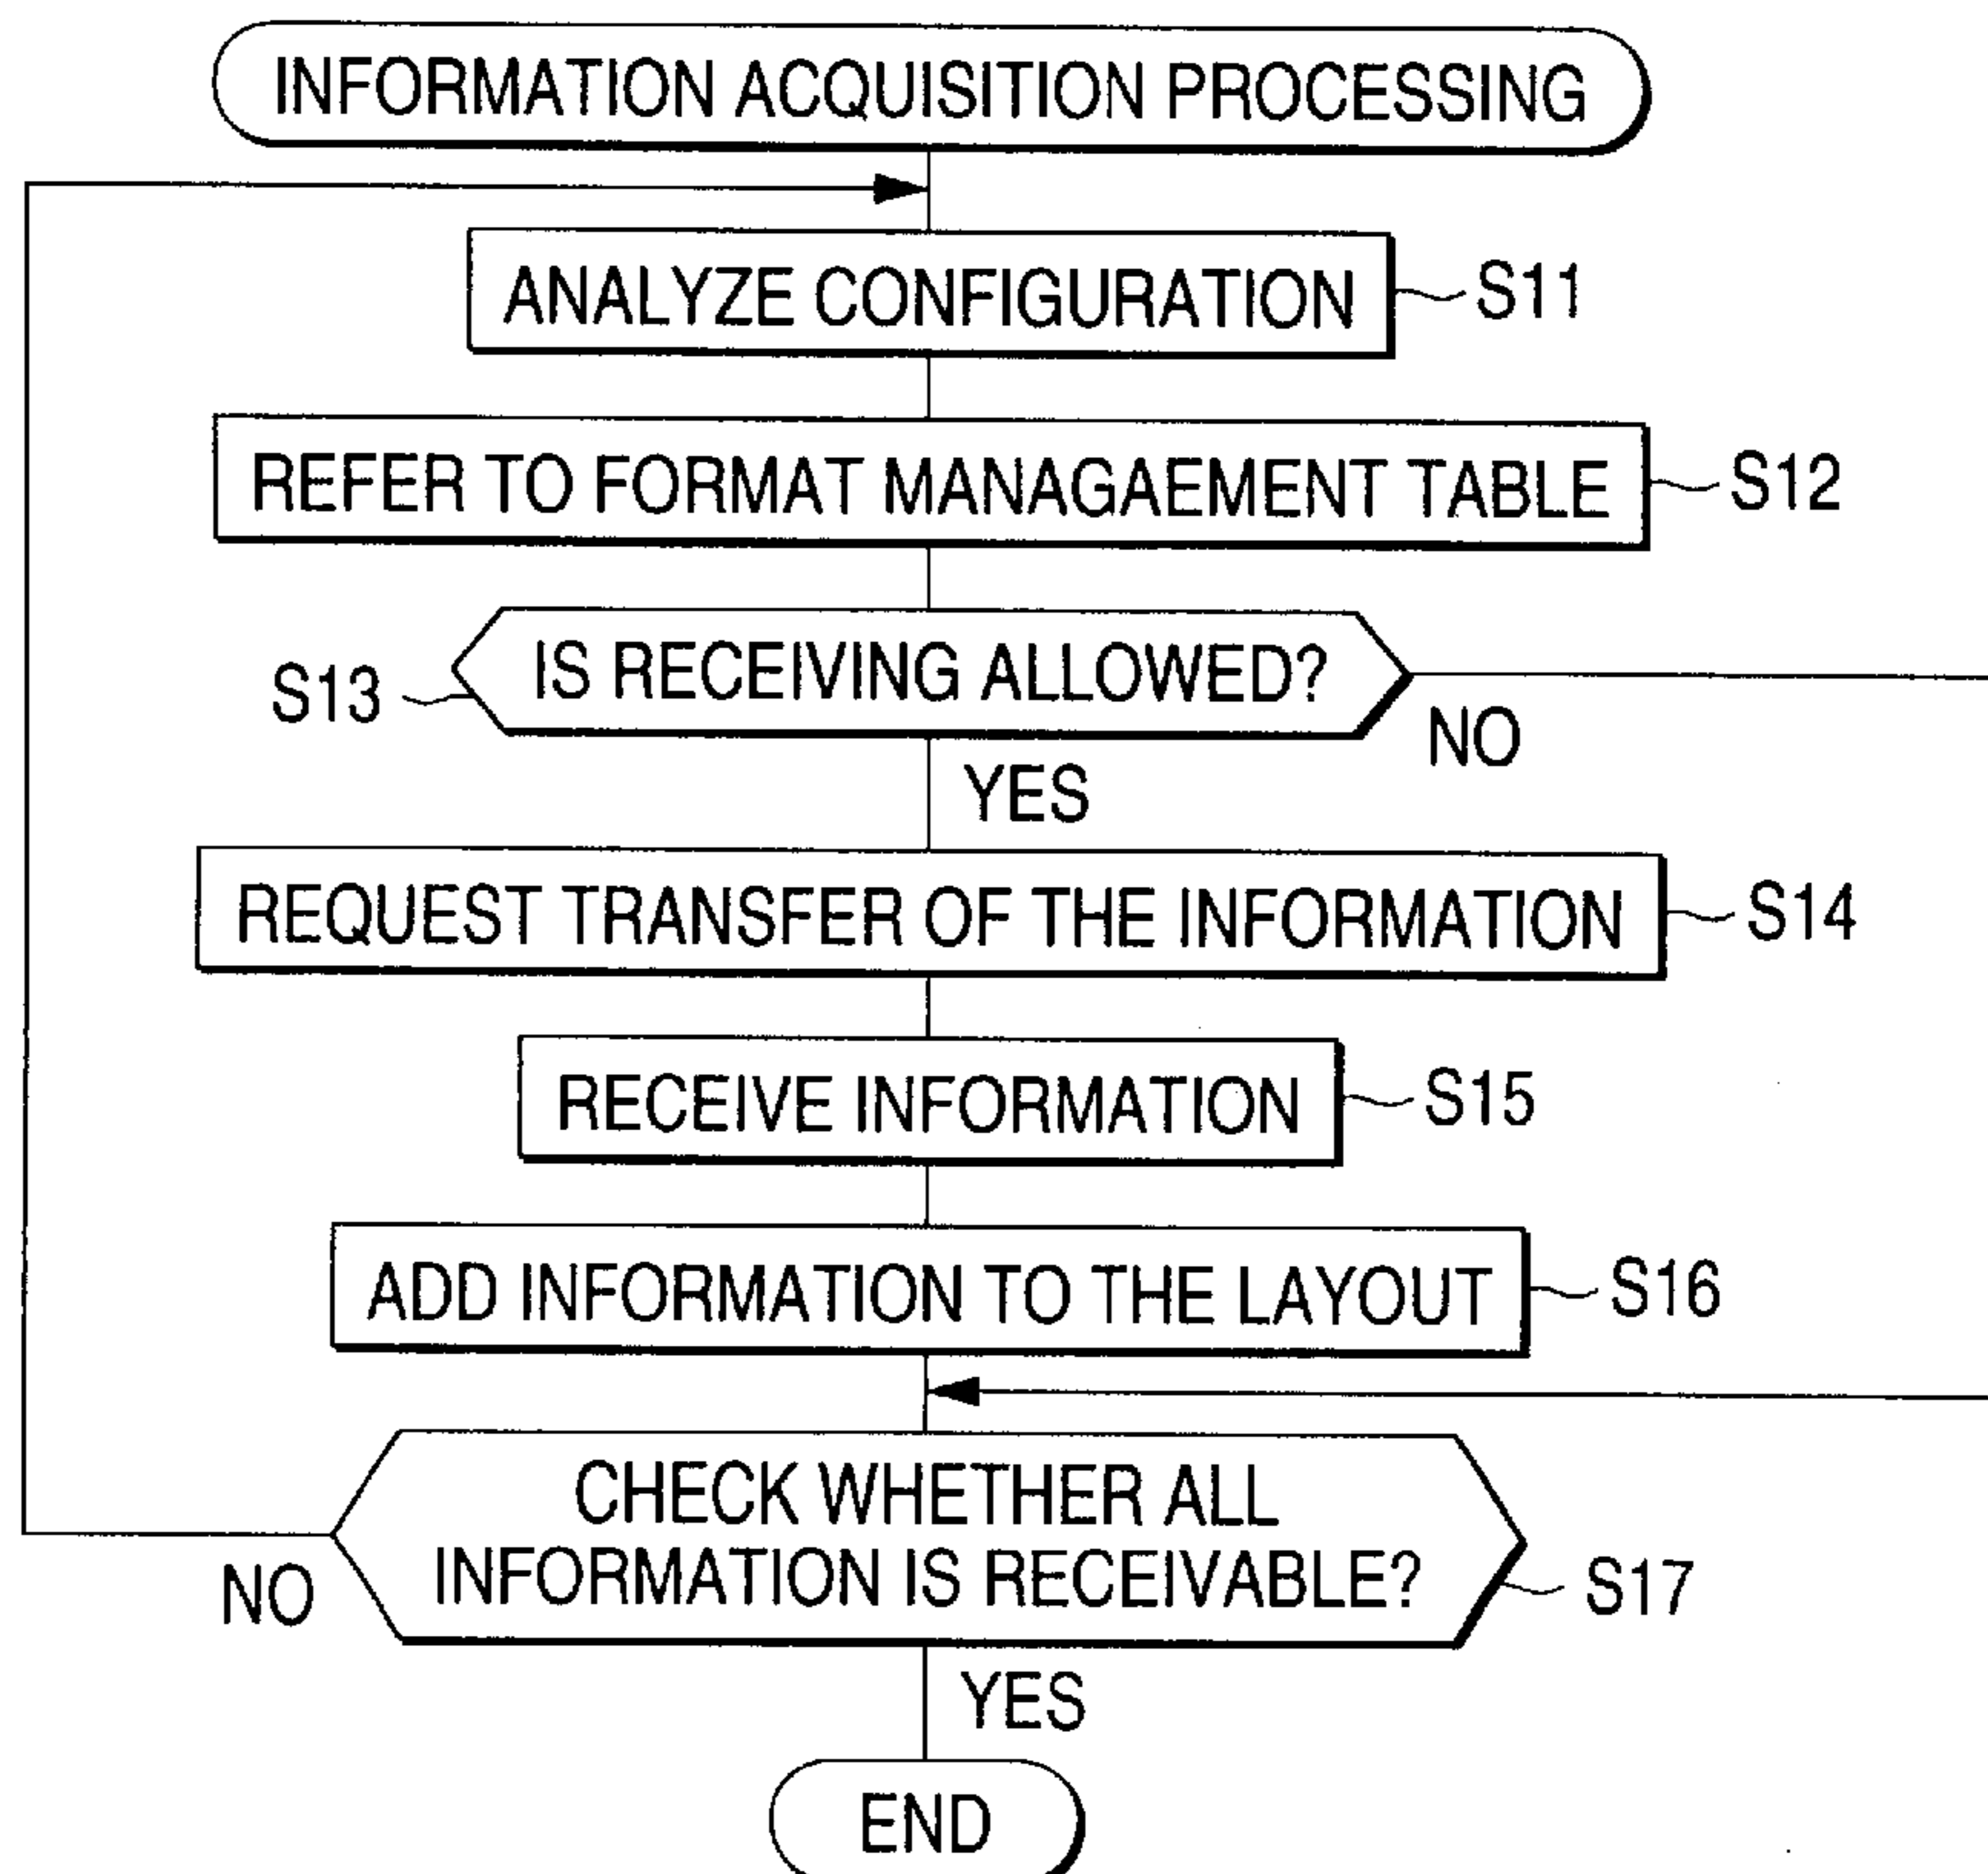 INFORMATION ACQUISITION PROCESSING
ANALYZE CONFIGURATION
S11
REFER TO FORMAT MANAGAEMENT TABLE
S12
IS RECEIVING ALLOWED?
S13
NO
YES
REQUEST TRANSFER OF THE INFORMATION
S14
RECEIVE INFORMATION
S15
ADD INFORMATION TO THE LAYOUT
S16
CHECK WHETHER ALL
INFORMATION IS RECEIVABLE?
S17
NO
YES
END